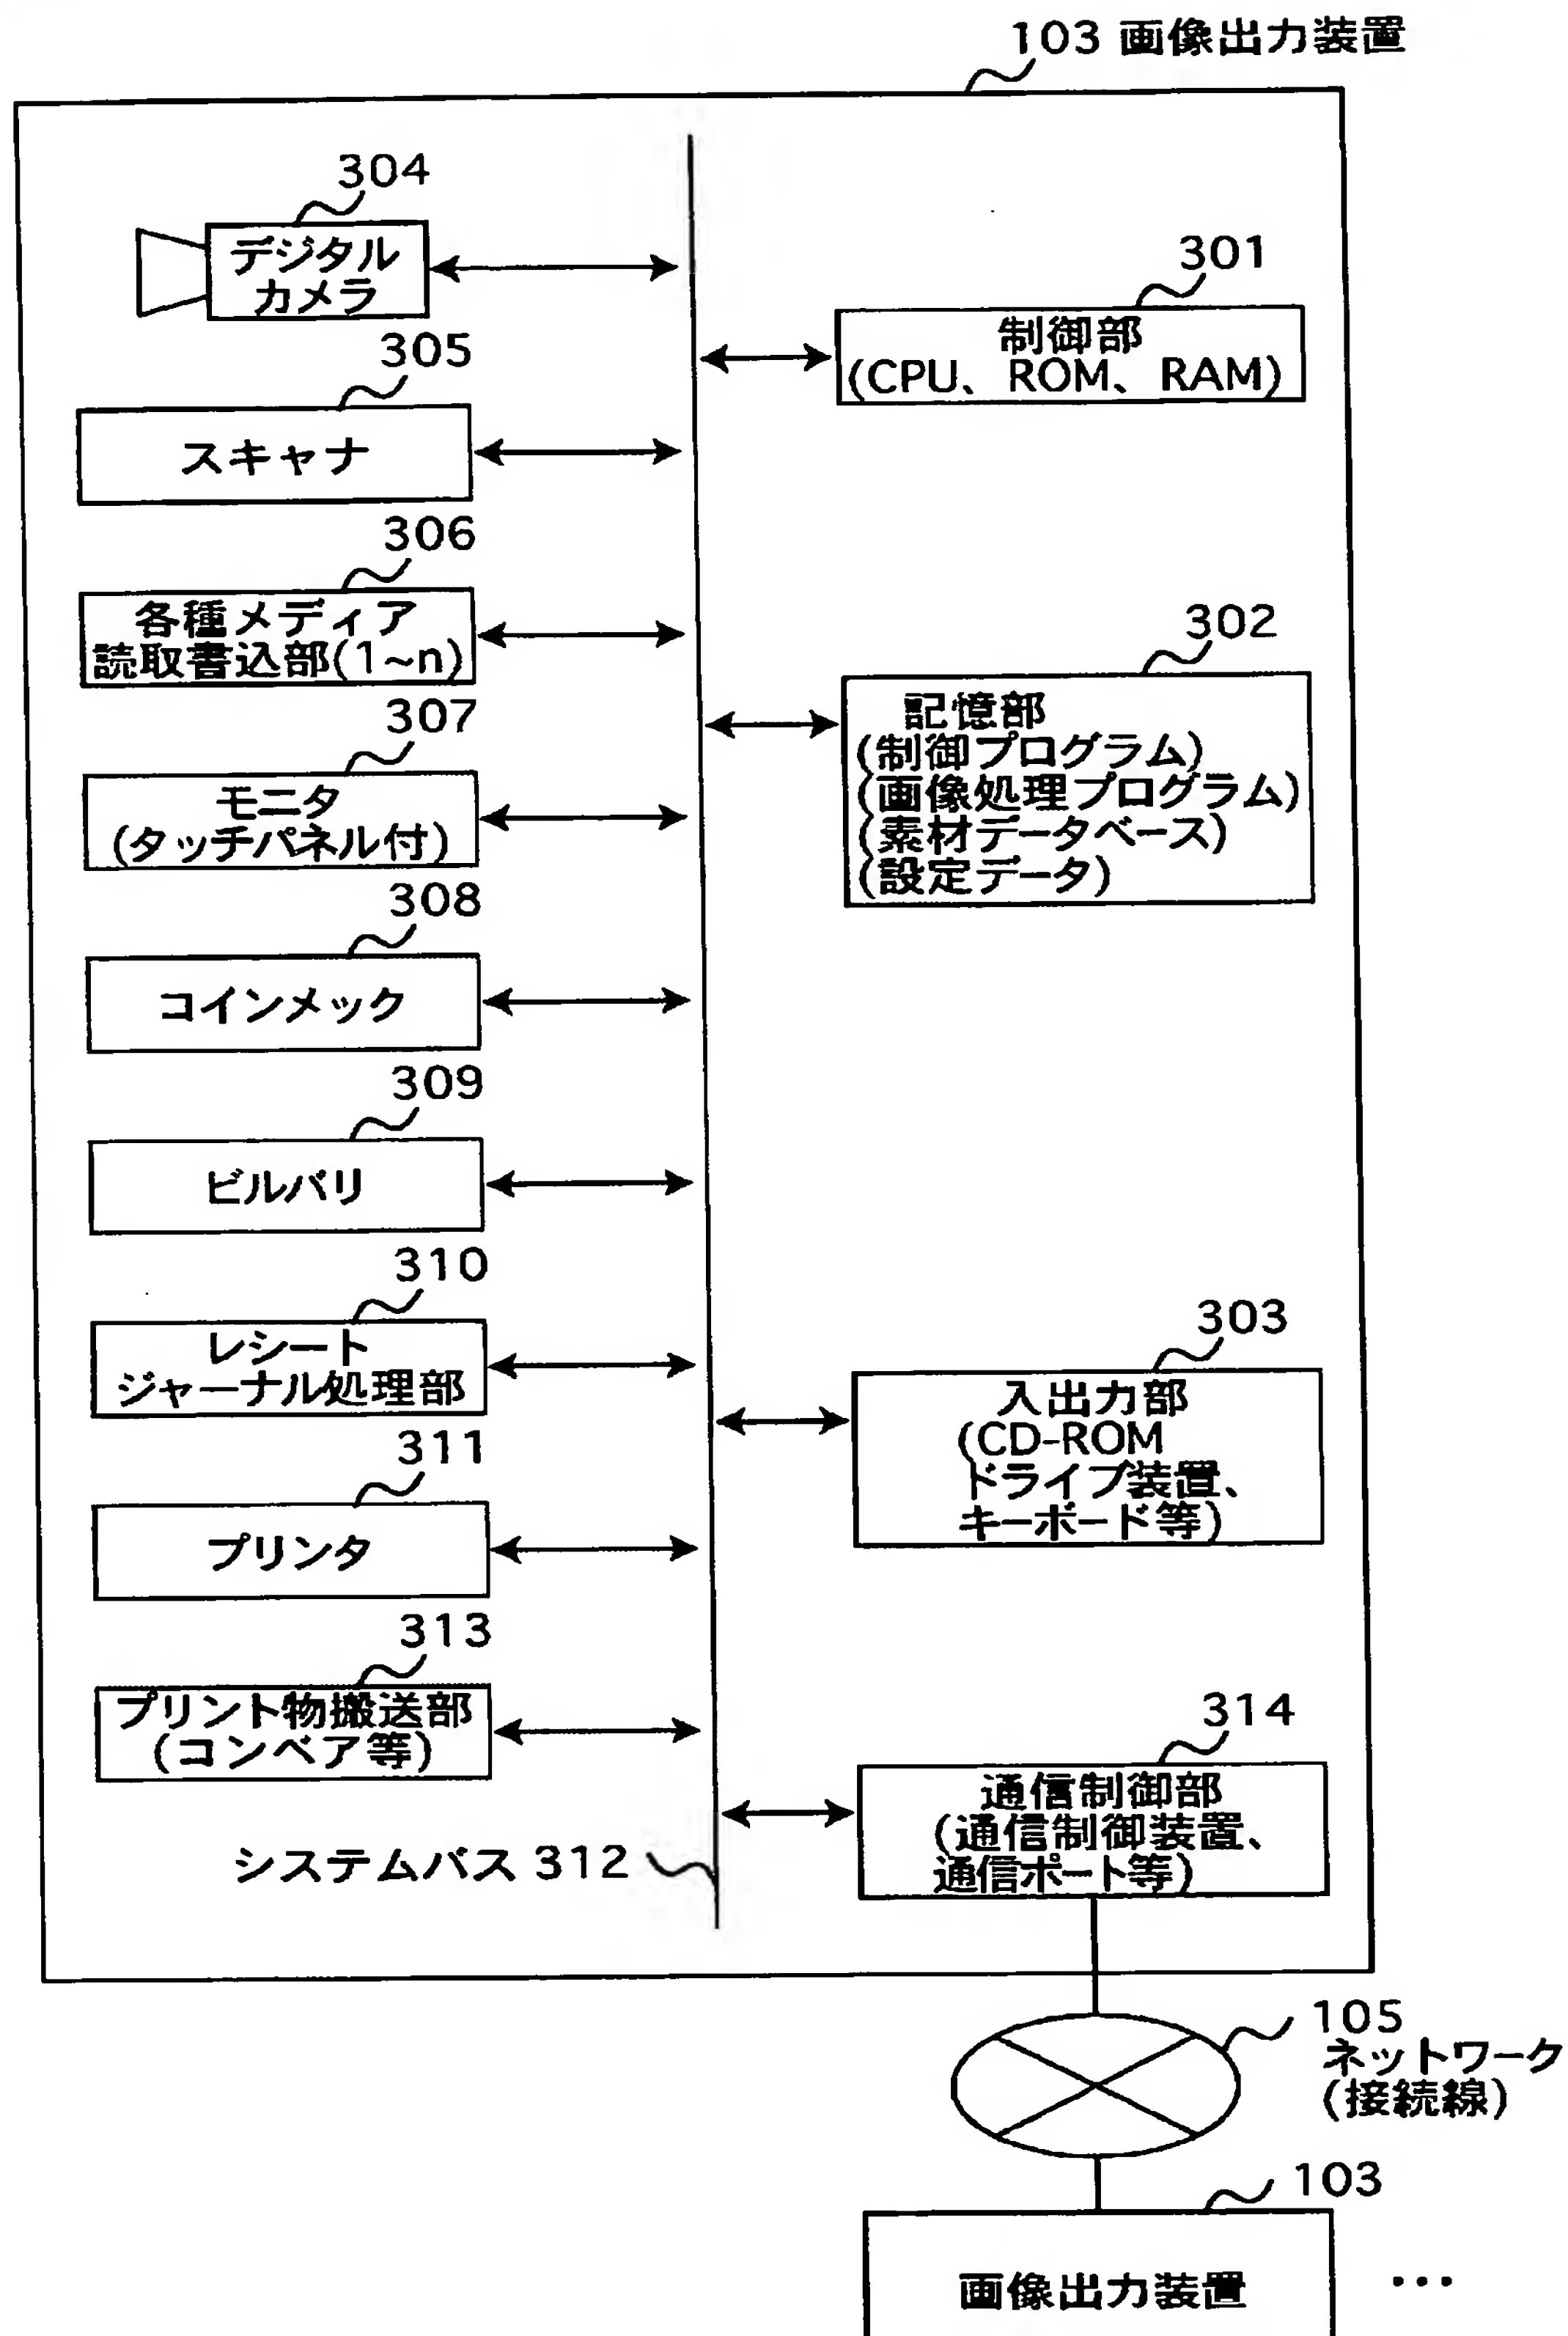 103 画像出力装置
304
デジタル
カメラ
301
制御部
(CPU、ROM、RAM)
305
スキャナ
306
各種メディア
読取書込部(1~n)
302
記憶部
(制御プログラム)
(画像処理プログラム)
(素材データベース)
(設定データ)
307
モニタ
(タッチパネル付)
308
コインメック
309
ビルバリ
310
レシート
ジャーナル処理部
303
入出力部
(CD-ROM
ドライブ装置、
キーボード等)
311
プリンタ
313
プリント物搬送部
(コンベア等)
314
通信制御部
(通信制御装置、
通信ポート等)
システムバス 312
105
ネットワーク
(接続線)
103
画像出力装置
…